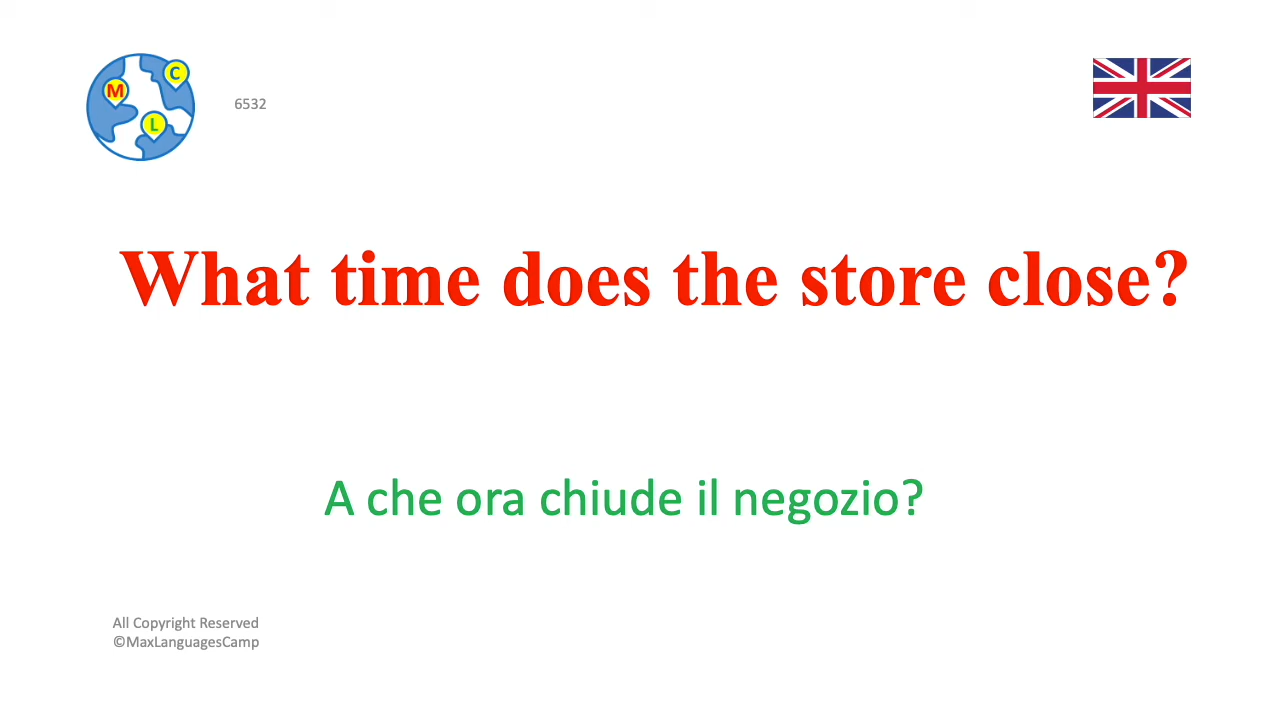 C
M
L
6532
What time does the store close?
A che ora chiude il negozio?
All Copyright Reserved
©MaxLanguagesCamp